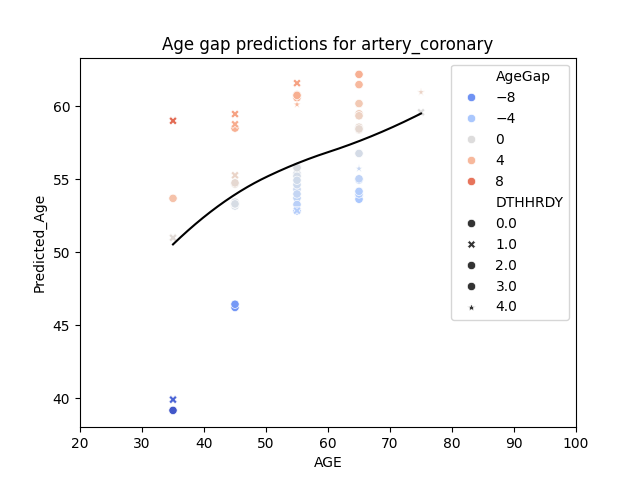 Age gap predictions for artery_coronary
Predicted_Age
60
55
50
45
40
20 30 40 50 60 70 80 90 100
AGE
AgeGap
−8
−4
0
4
8
DTHHRDY
0.0
1.0
2.0
3.0
4.0